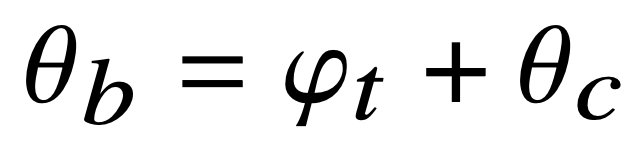 θ_b = φ_t + θ_c